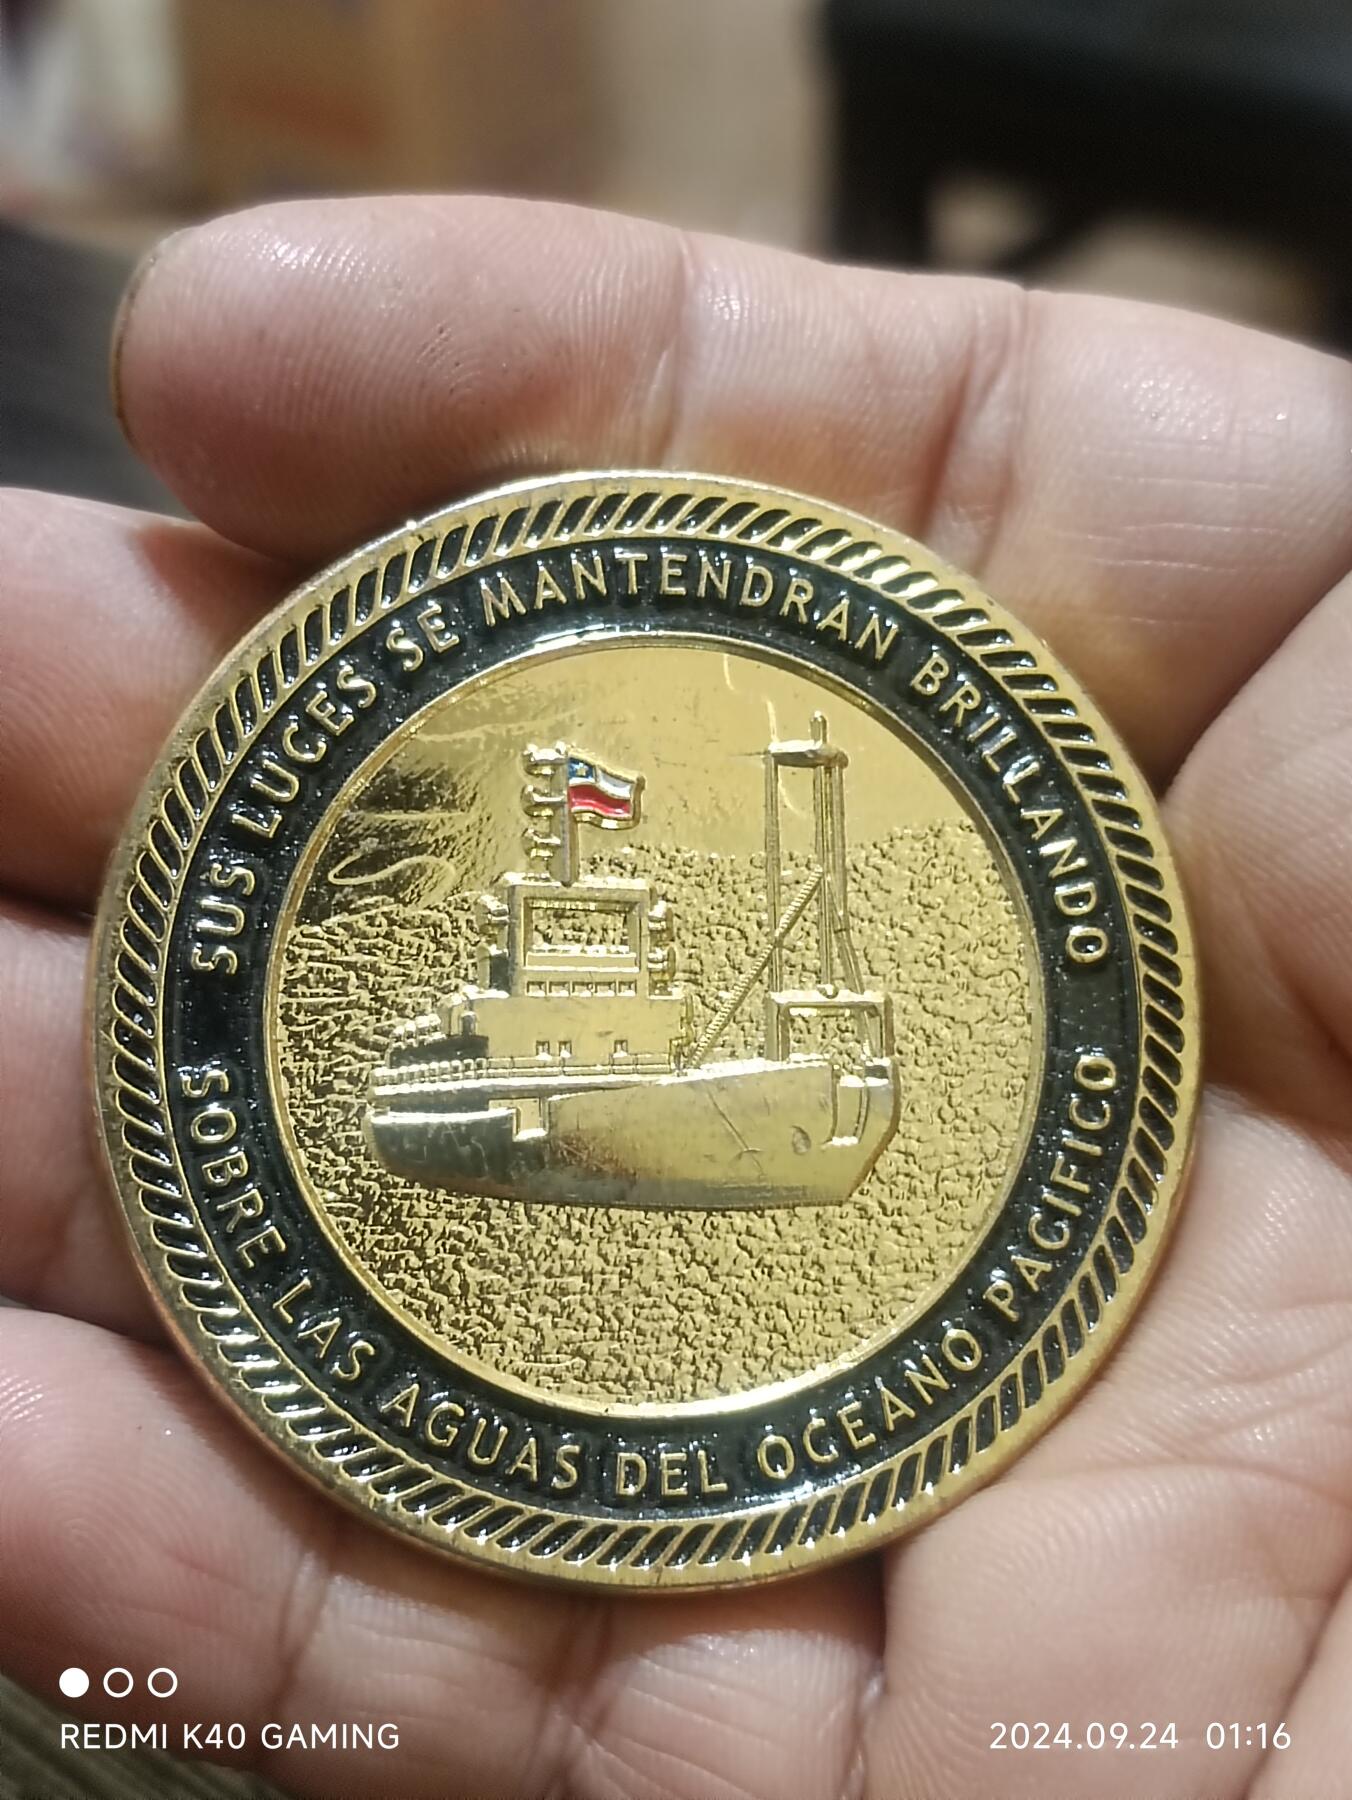 SUS LUCES SE MANTENDRAN BRILLANDO
SOBRE LAS AGUAS DEL OCEANO PACIFICO
REDMI K40 GAMING
2024.09.24 01:16